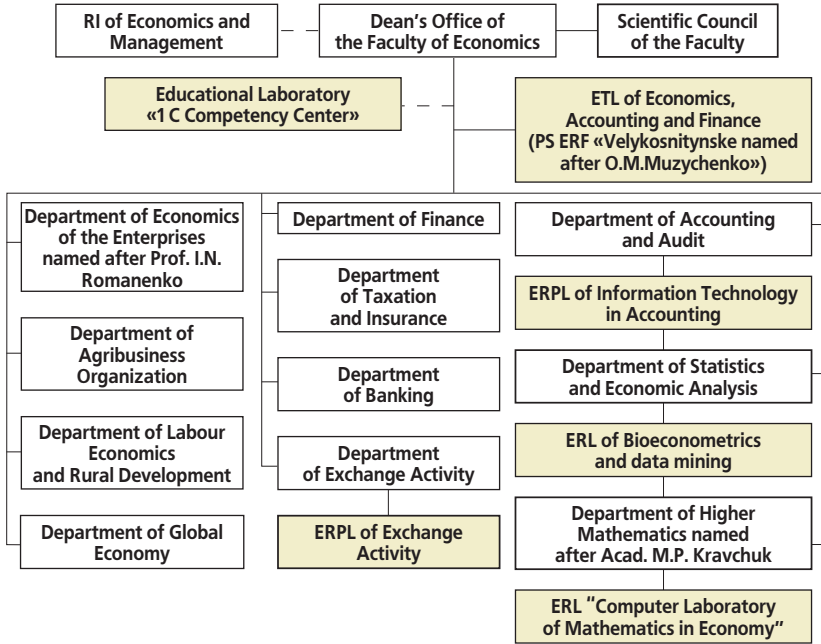 RI of Economics and
Management
Dean's Office of
the Faculty of Economics
Scientific Council
of the Faculty
Educational Laboratory
«1 C Competency Center»
ETL of Economics,
Accounting and Finance
(PS ERF «Velykosnitynske named
after O.M.Muzychenko»)
Department of Economics
of the Enterprises
named after Prof. I.N.
Romanenko
Department of
Agribusiness
Organization
Department of Labour
Economics
and Rural Development
Department of Global
Economy
Department of Finance
Department
of Taxation
and Insurance
Department
of Banking
Department
of Exchange Activity
ERPL of Exchange
Activity
Department of Accounting
and Audit
ERPL of Information Technology
in Accounting
Department of Statistics
and Economic Analysis
ERL of Bioeconometrics
and data mining
Department of Higher
Mathematics named
after Acad. M.P. Kravchuk
ERL "Computer Laboratory
of Mathematics in Economy"